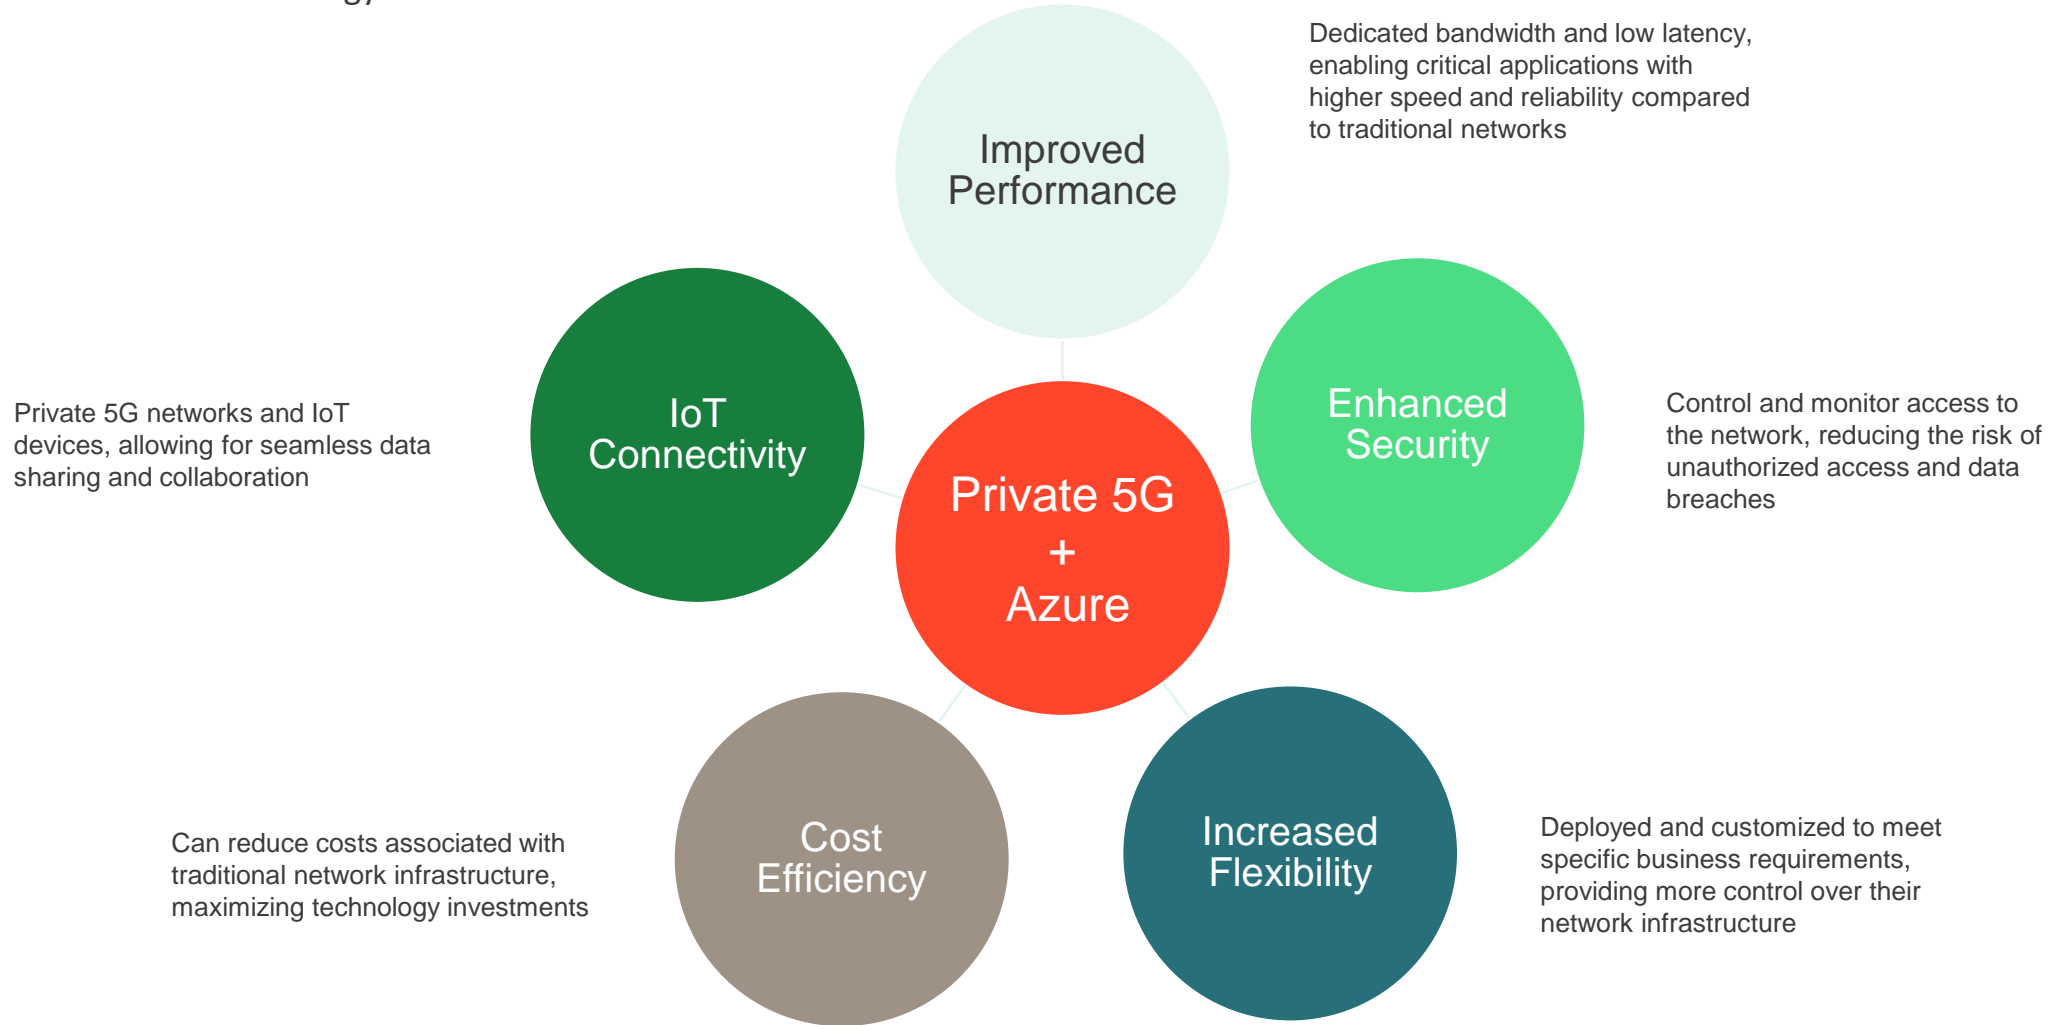 Improved
Performance
Dedicated bandwidth and low latency,
enabling critical applications with
higher speed and reliability compared
to traditional networks
Enhanced
Security
Control and monitor access to
the network, reducing the risk of
unauthorized access and data
breaches
Increased
Flexibility
Deployed and customized to meet
specific business requirements,
providing more control over their
network infrastructure
Cost
Efficiency
Can reduce costs associated with
traditional network infrastructure,
maximizing technology investments
IoT
Connectivity
Private 5G networks and IoT
devices, allowing for seamless data
sharing and collaboration
Private 5G
+
Azure